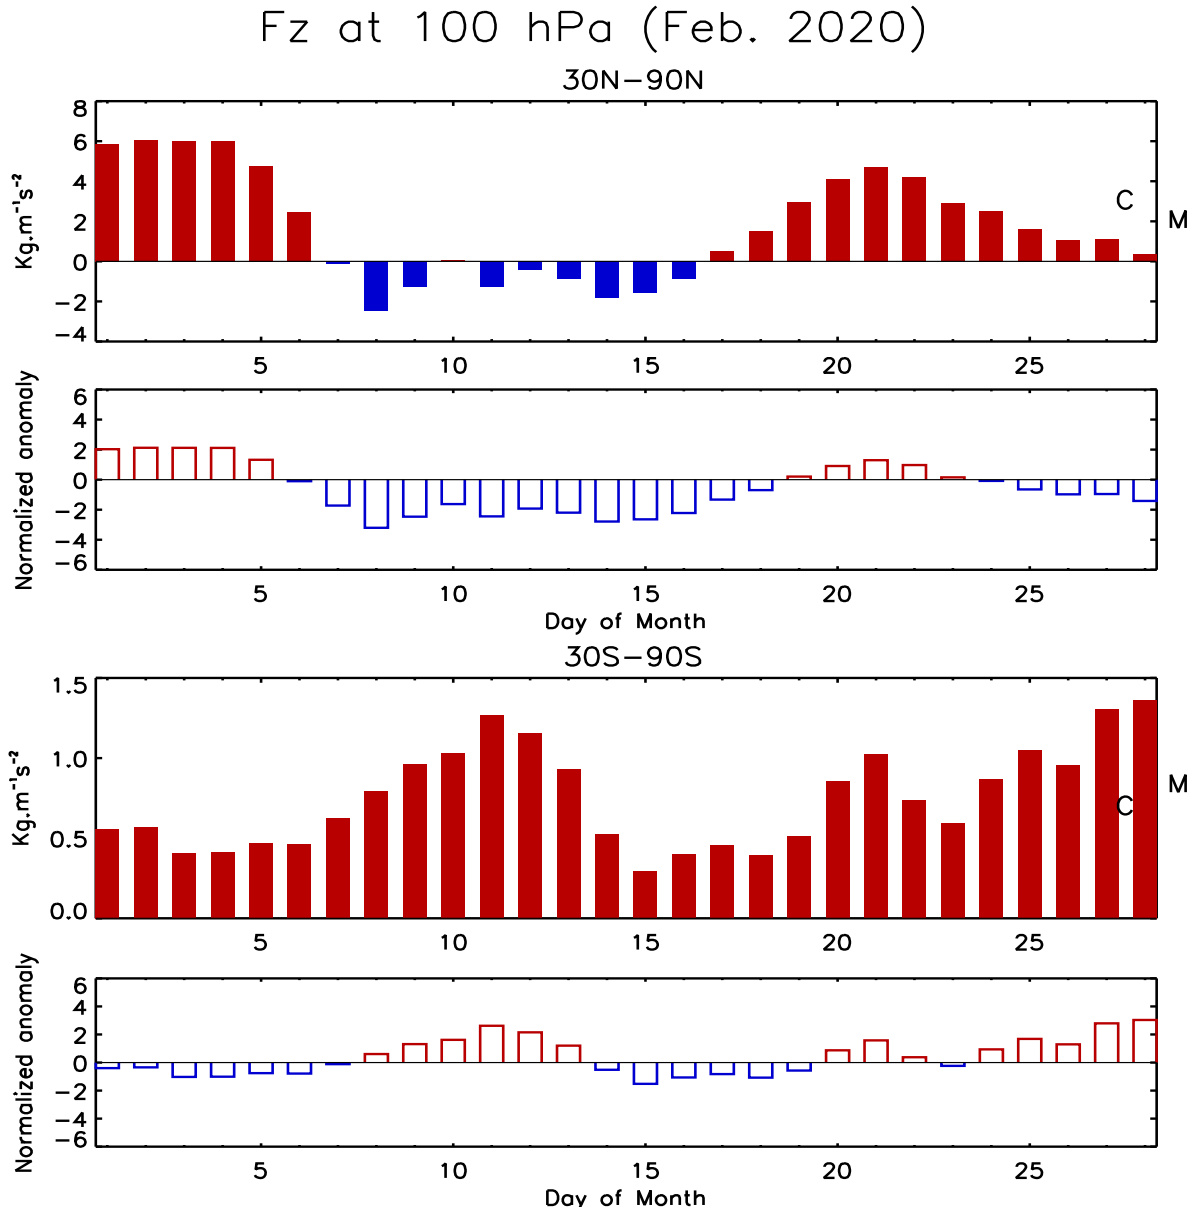 Fz at 100 hPa (Feb. 2020)
30N-90N
8
6
4
2
0
-2
-4
Kg.m⁻¹s⁻²
C
M
5 10 15 20 25
6
4
2
0
-2
-4
-6
Normalized anomaly
5 10 15 20 25
Day of Month
30S-90S
1.5
1.0
0.5
0.0
Kg.m⁻¹s⁻²
C
M
5 10 15 20 25
6
4
2
0
-2
-4
-6
Normalized anomaly
5 10 15 20 25
Day of Month